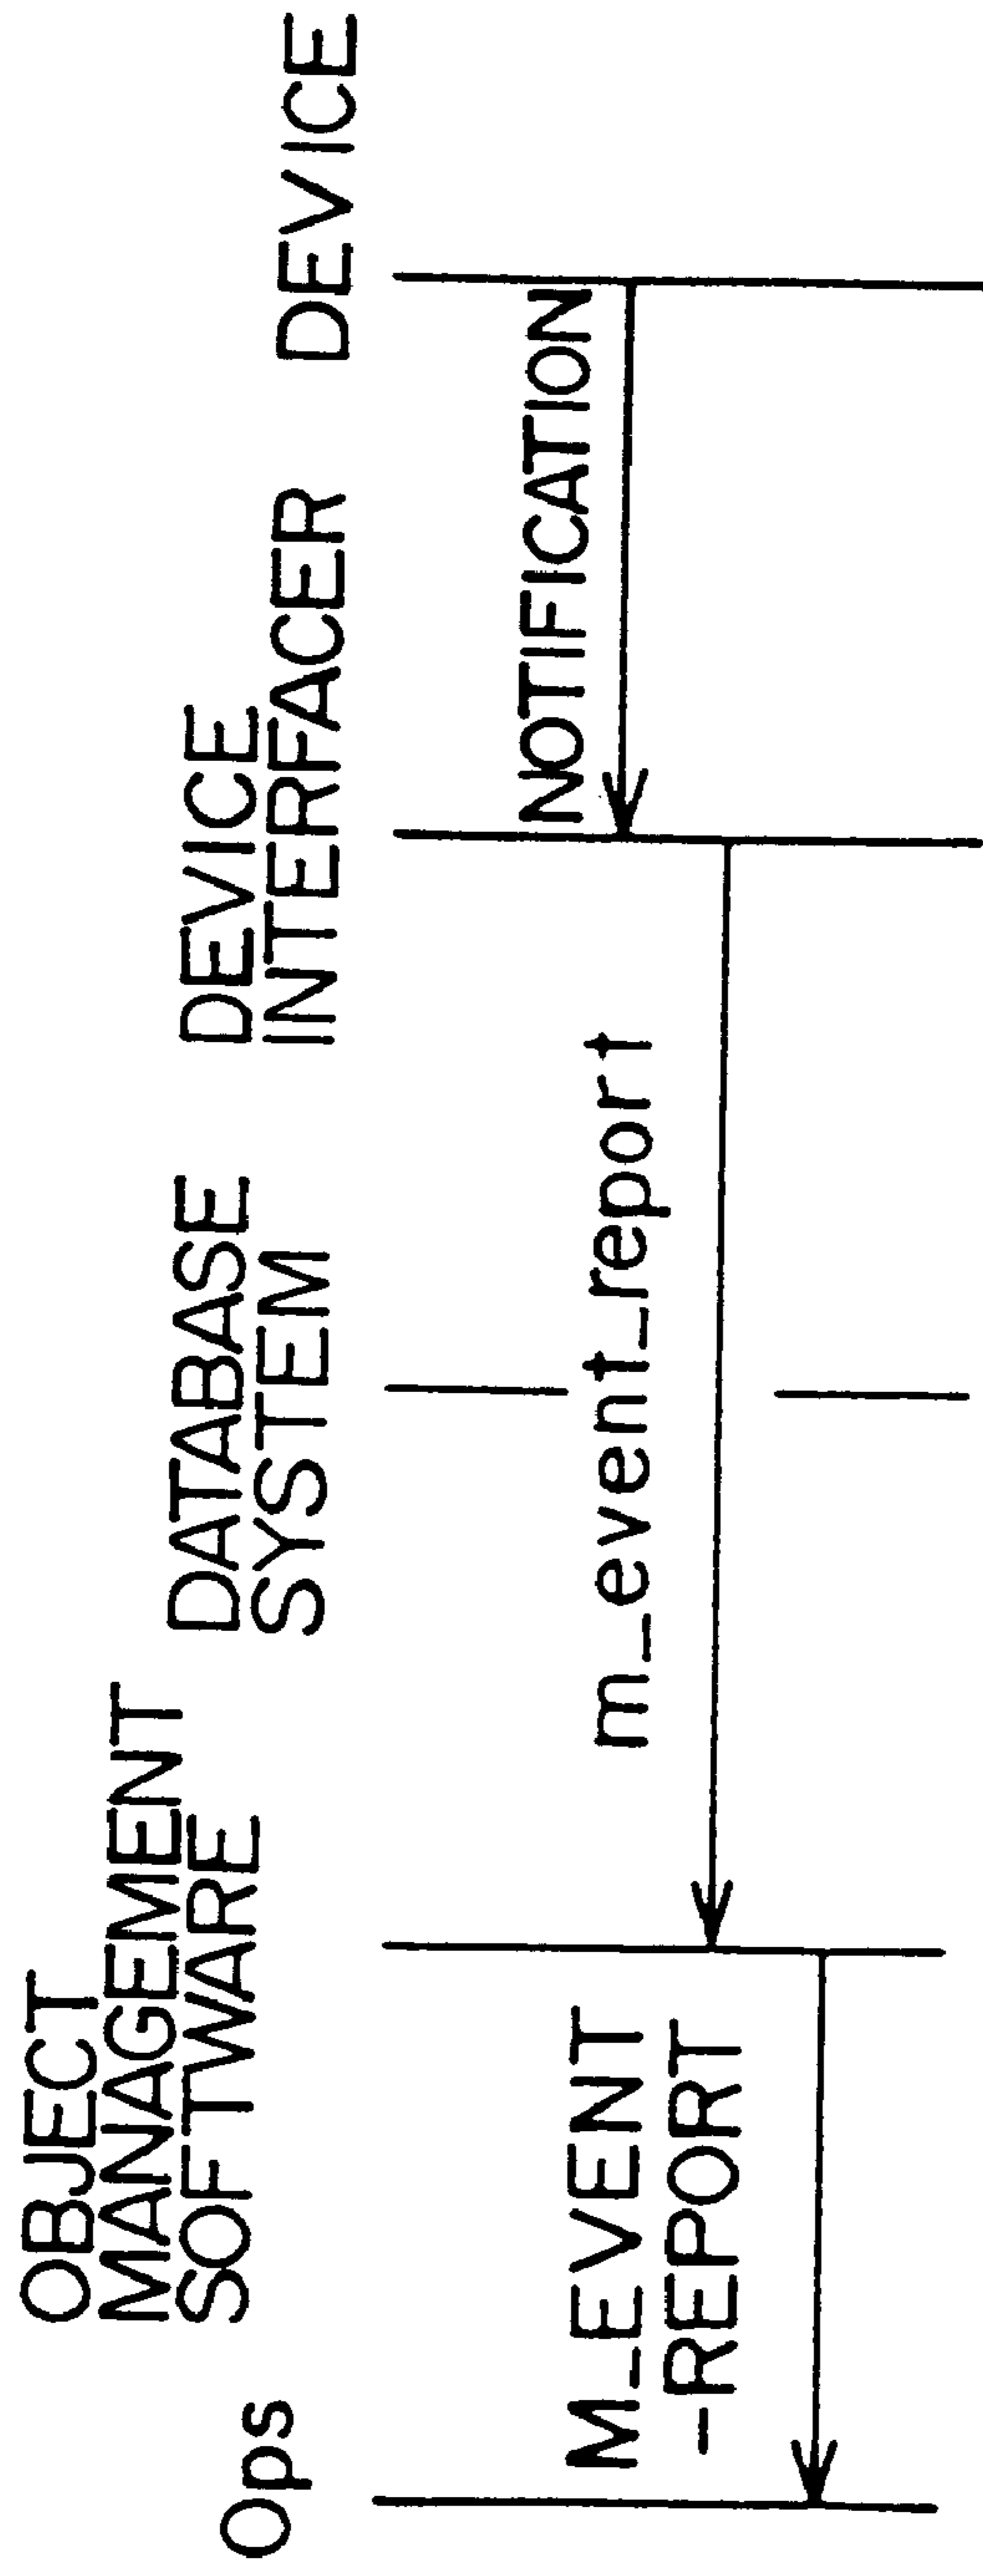 Ops
OBJECT
MANAGEMENT
SOFTWARE
DATABASE
SYSTEM
DEVICE
INTERFACER
DEVICE
NOTIFICATION
m_event_report
M_EVENT
-REPORT